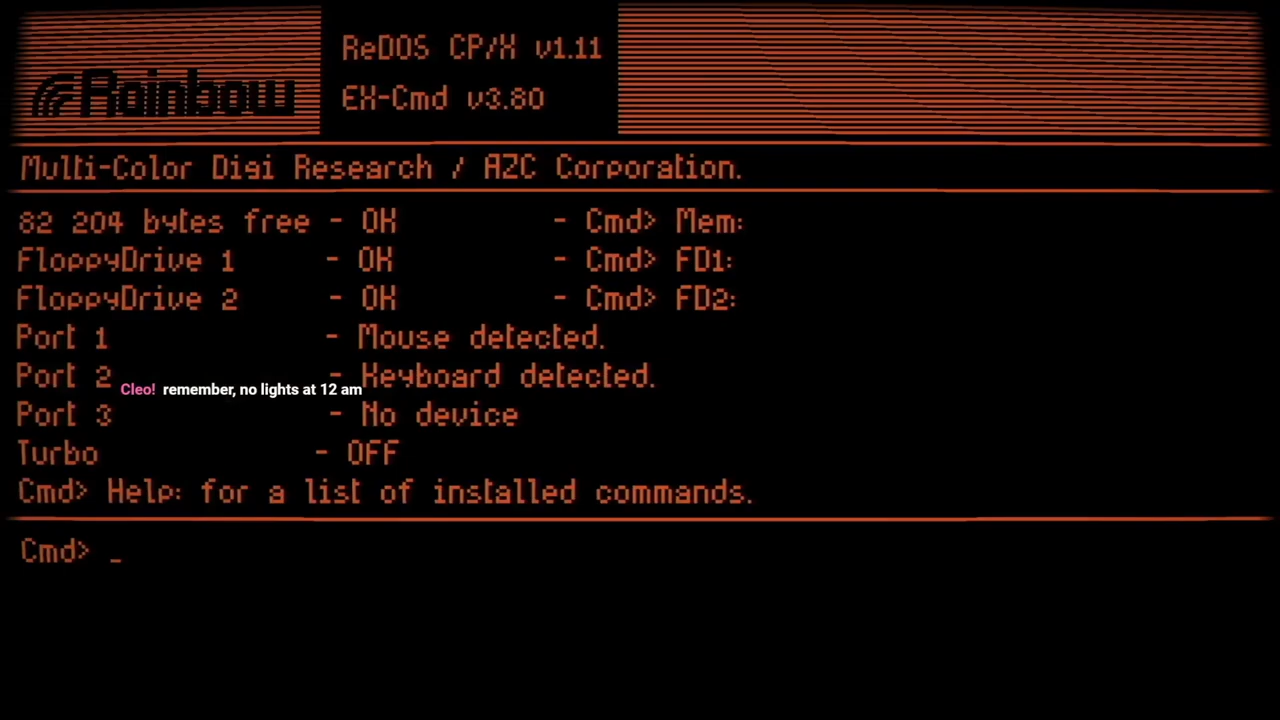 Rainbow
ReDOS CP/X v1.11
EX-Cmd v3.80
Multi-Color Digi Research / AZC Corporation.
82 204 bytes free - OK - Cmd> Mem:
FloppyDrive 1 - OK - Cmd> FD1:
FloppyDrive 2 - OK - Cmd> FD2:
Port 1 - Mouse detected.
Port 2 - Keyboard detected.
Cleo! remember, no lights at 12 am
Port 3 - No device
Turbo - OFF
Cmd> Help: for a list of installed commands.
Cmd> _